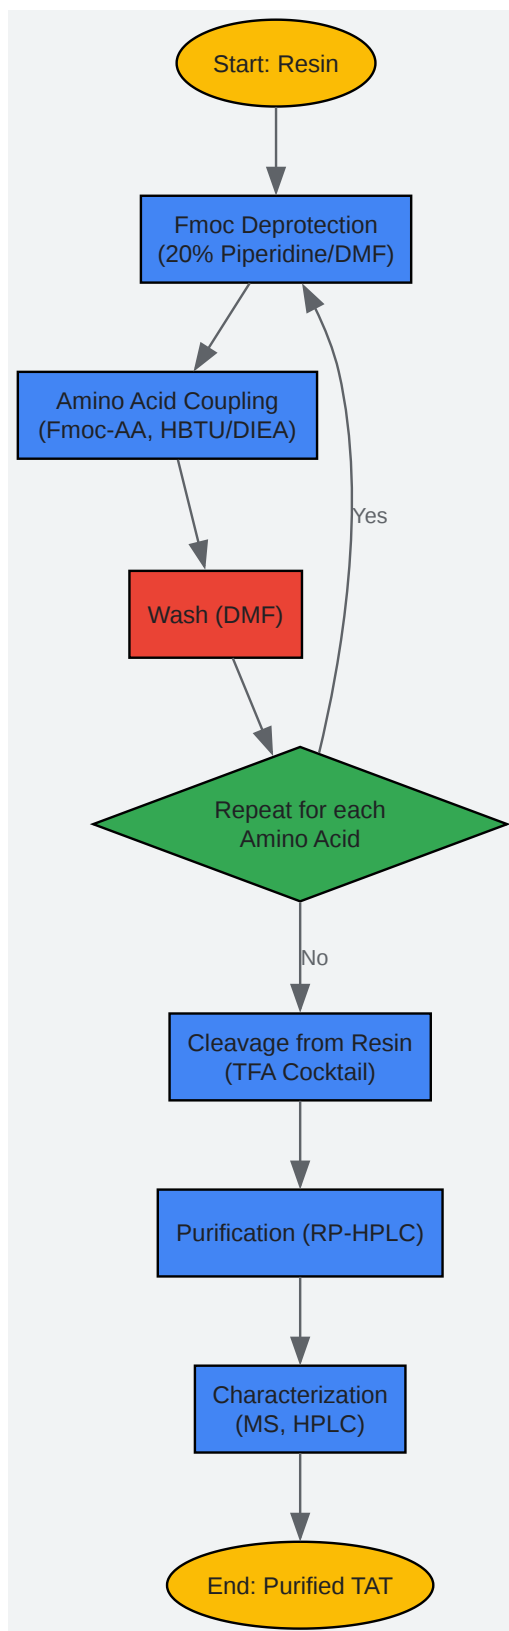 Start: Resin
Fmoc Deprotection
(20% Piperidine/DMF)
Amino Acid Coupling
(Fmoc-AA, HBTU/DIEA)
Yes
Wash (DMF)
Repeat for each
Amino Acid
No
Cleavage from Resin
(TFA Cocktail)
Purification (RP-HPLC)
Characterization
(MS, HPLC)
End: Purified TAT